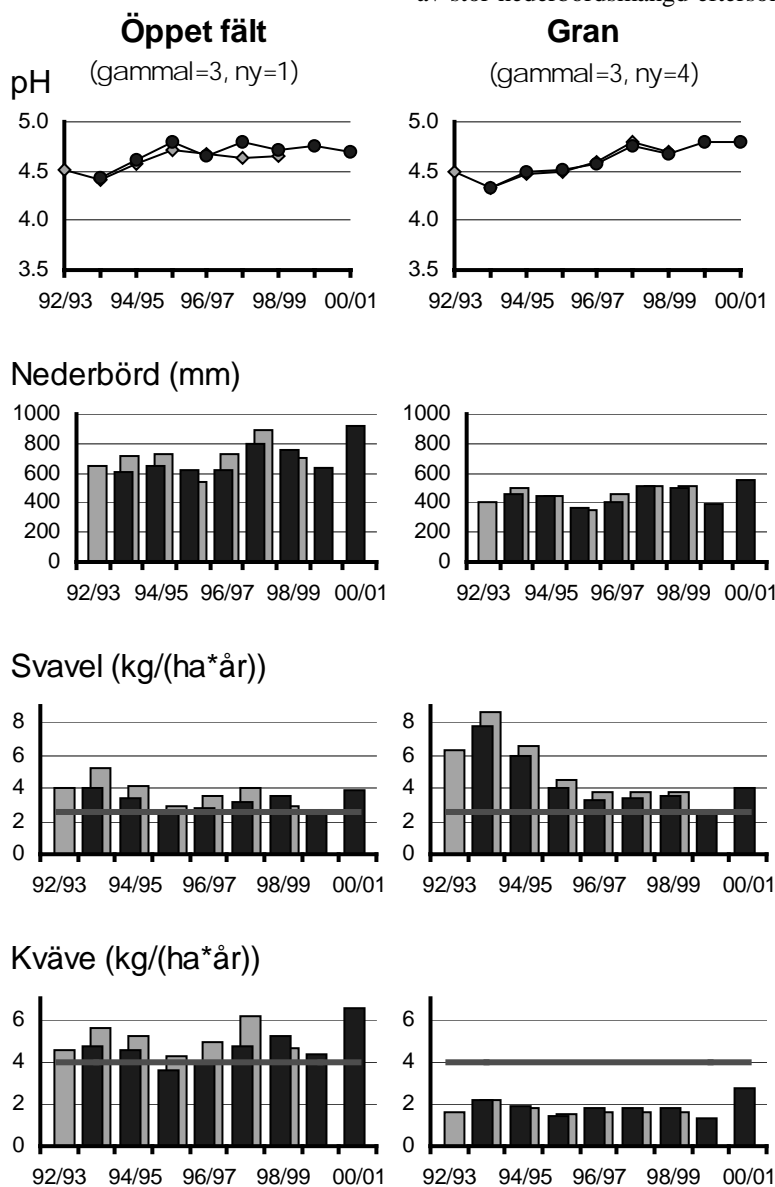 av stor nederbördsmängd eftersom
Öppet fält Gran
(gammal=3, ny=1) (gammal=3, ny=4)
pH
5.0 5.0
4.5 4.5
4.0 4.0
3.5 3.5
92/93 94/95 96/97 98/99 00/01 92/93 94/95 96/97 98/99 00/01
Nederbörd (mm)
1000 1000
800 800
600 600
400 400
200 200
0 0
92/93 94/95 96/97 98/99 00/01 92/93 94/95 96/97 98/99 00/01
Svavel (kg/(ha*år))
8 8
6 6
4 4
2 2
0 0
92/93 94/95 96/97 98/99 00/01 92/93 94/95 96/97 98/99 00/01
Kväve (kg/(ha*år))
6 6
4 4
2 2
0 0
92/93 94/95 96/97 98/99 00/01 92/93 94/95 96/97 98/99 00/01